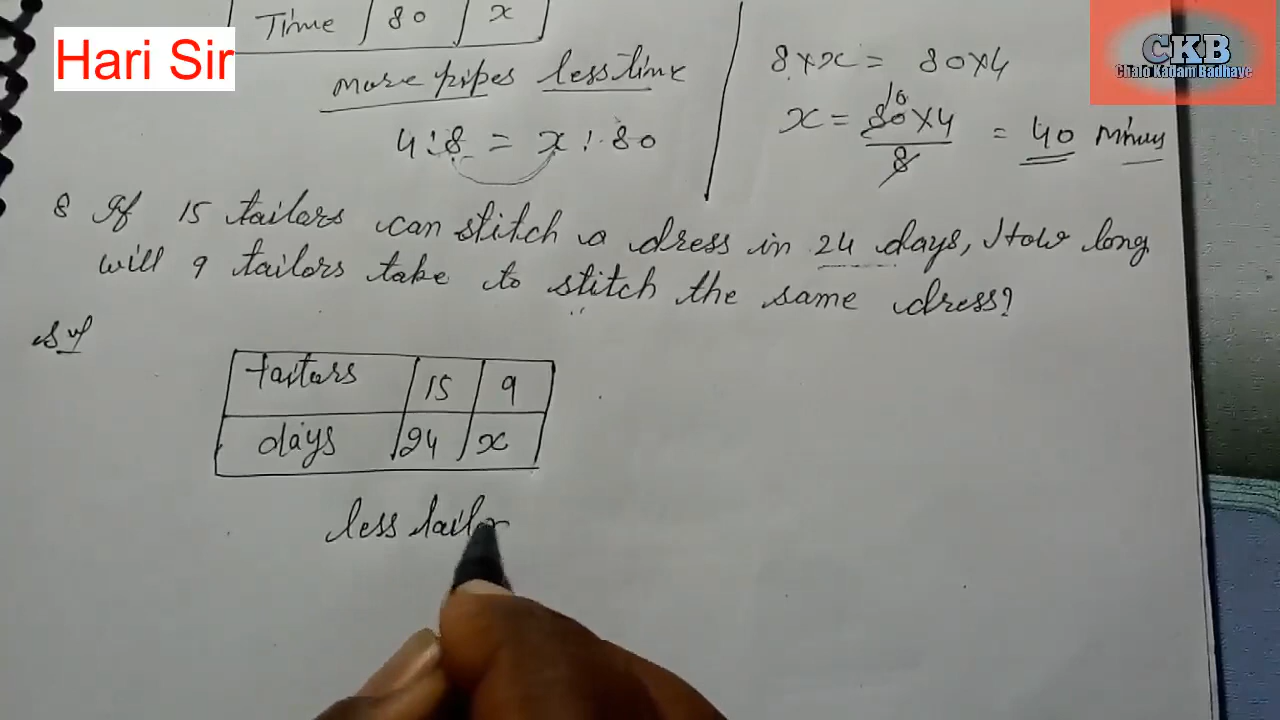 Time 80 x
Hari Sir
more pipes less time
4 : 8 = x : 80
8 × x = 80 × 4
x = 80 × 4 / 8 = 40 minus
10
CKB
Chalo Kadam Badhaye
8 If 15 tailors can stitch a dress in 24 days, How long
will 9 tailors take to stitch the same dress?
tailors 15 9
days 24 x
less tailor